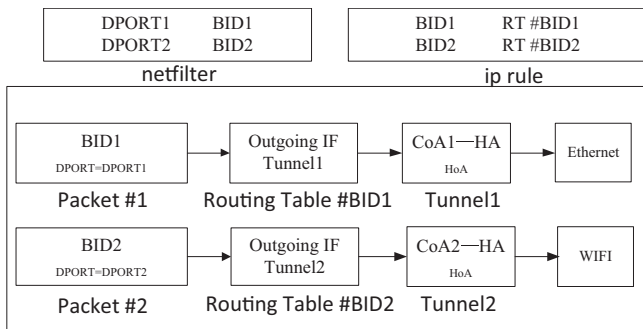 DPORT1 BID1
DPORT2 BID2
netfilter
BID1 RT #BID1
BID2 RT #BID2
ip rule
BID1
DPORT=DPORT1
Packet #1
Outgoing IF
Tunnel1
Routing Table #BID1
CoA1—HA
HoA
Tunnel1
Ethernet
BID2
DPORT=DPORT2
Packet #2
Outgoing IF
Tunnel2
Routing Table #BID2
CoA2—HA
HoA
Tunnel2
WIFI